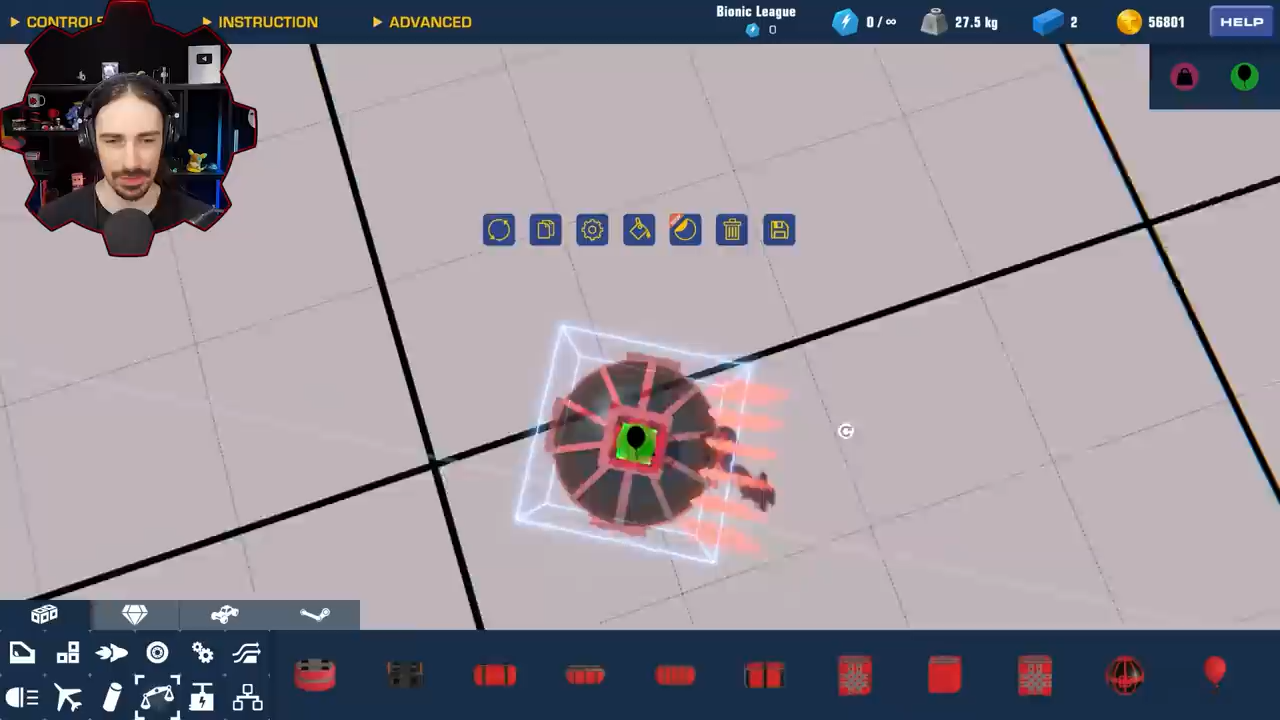 CONTROLS
INSTRUCTION
ADVANCED
Bionic League
0
0 / ∞
27.5 kg
2
56801
HELP